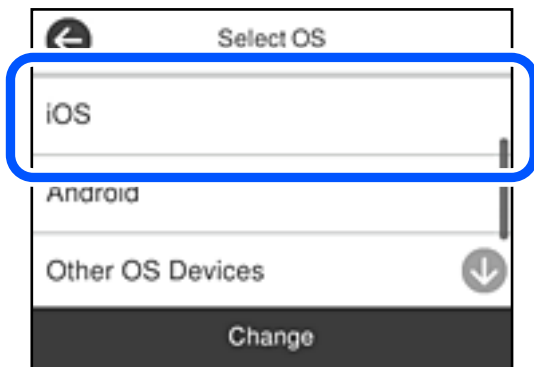 Select OS
iOS
Android
Other OS Devices
Change